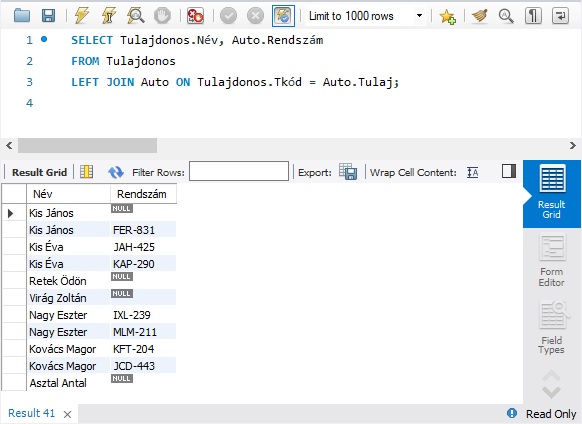 Limit to 1000 rows
1 SELECT Tulajdonos.Név, Auto.Rendszám
2 FROM Tulajdonos
3 LEFT JOIN Auto ON Tulajdonos.Tkód = Auto.Tulaj;
4
Result Grid Filter Rows: Export: Wrap Cell Content: IA
Név Rendszám
Kis János NULL
Kis János FER-831
Kis Éva JAH-425
Kis Éva KAP-290
Retek Ödön NULL
Virág Zoltán NULL
Nagy Eszter IXL-239
Nagy Eszter MLM-211
Kovács Magor KFT-204
Kovács Magor JCD-443
Asztal Antal NULL
Result
Grid
Form
Editor
Field
Types
Result 41 Read Only